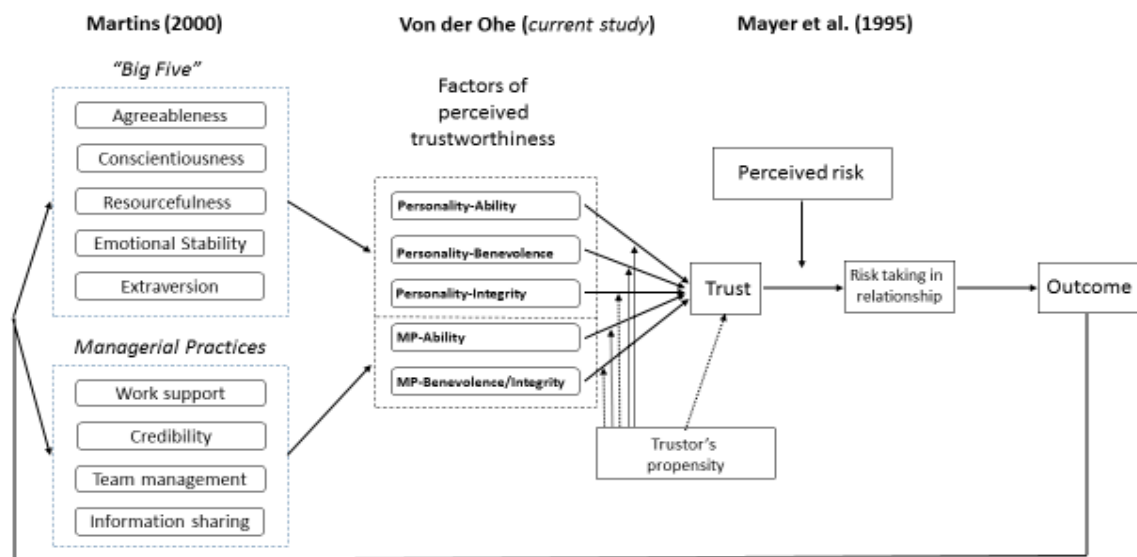 Martins (2000)
Von der Ohe (current study)
Mayer et al. (1995)
"Big Five"
Agreeableness
Conscientiousness
Resourcefulness
Emotional Stability
Extraversion
Managerial Practices
Work support
Credibility
Team management
Information sharing
Factors of
perceived
trustworthiness
Personality-Ability
Personality-Benevolence
Personality-Integrity
MP-Ability
MP-Benevolence/Integrity
Trustor's
propensity
Trust
Perceived risk
Risk taking in
relationship
Outcome